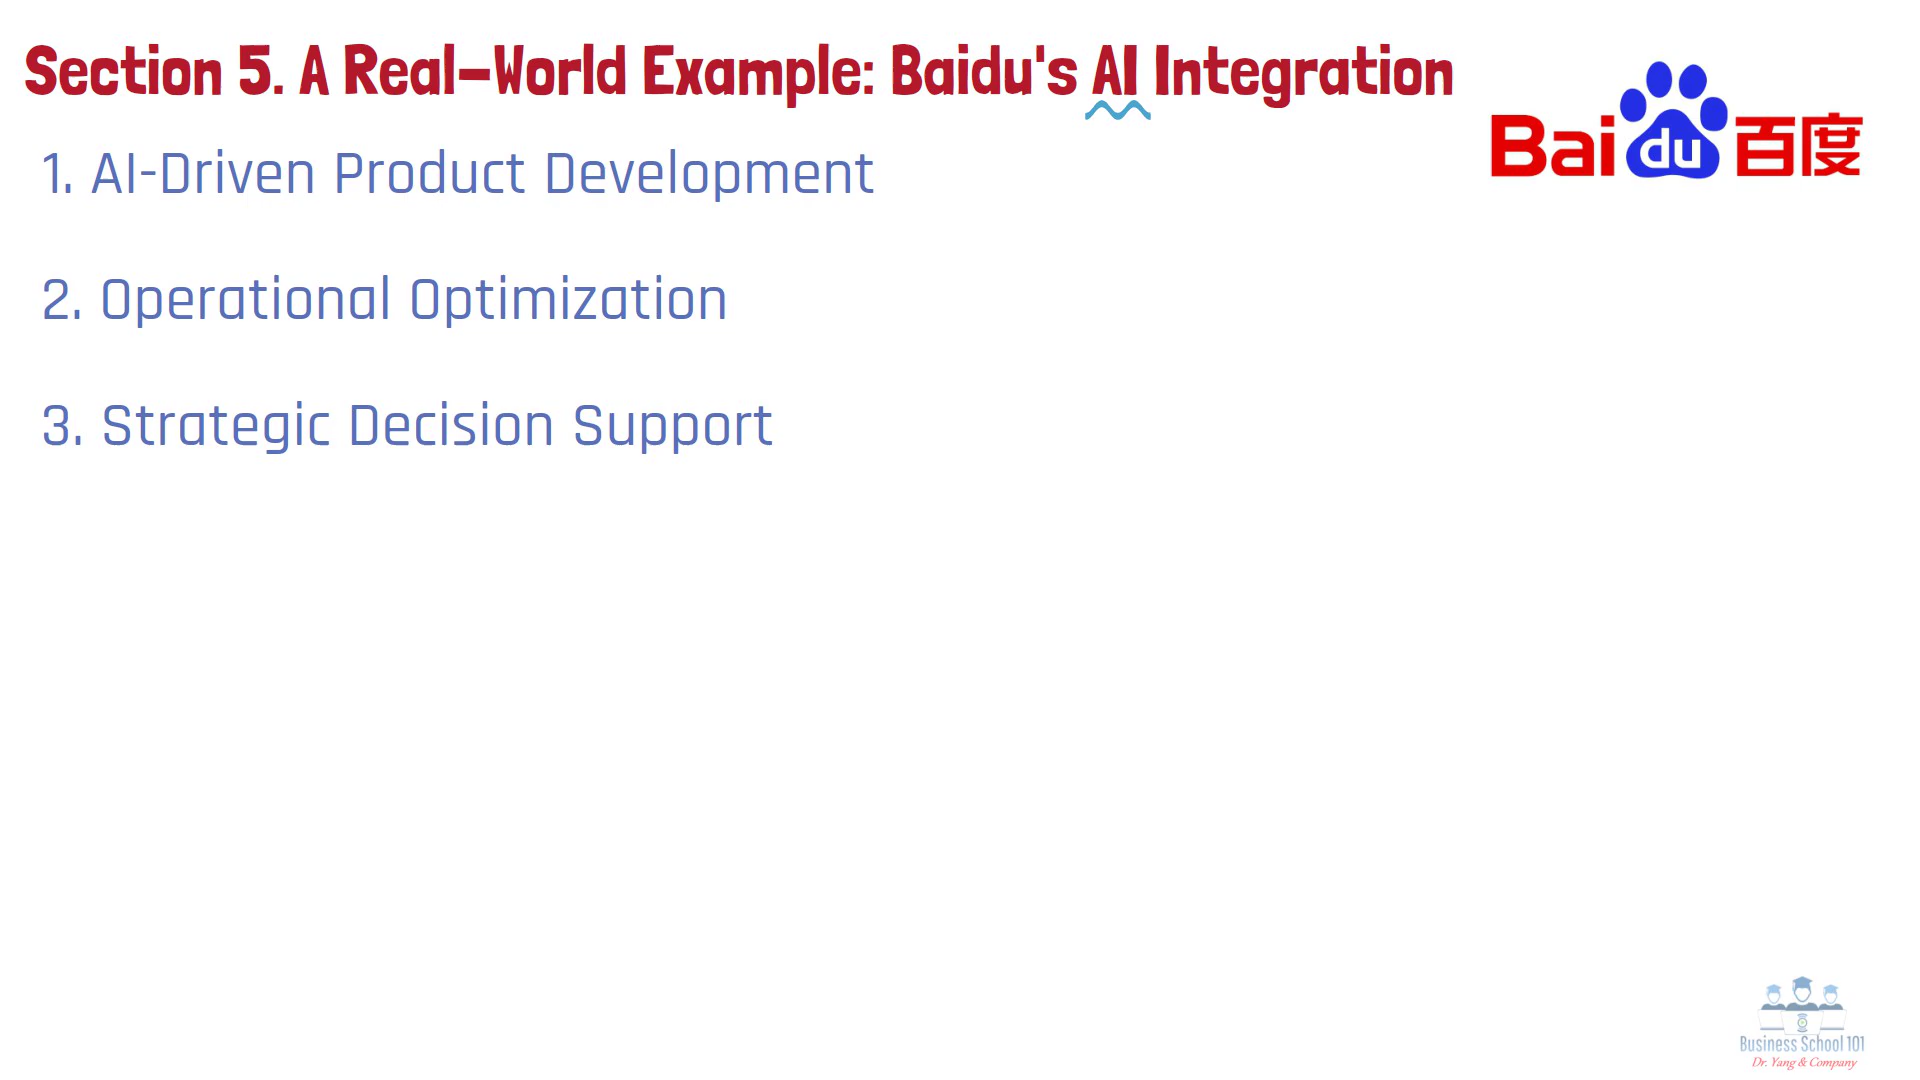 Section 5. A Real-World Example: Baidu's AI Integration
Bai du 百度
1. AI-Driven Product Development
2. Operational Optimization
3. Strategic Decision Support
Business School 101
Dr. Yang & Company